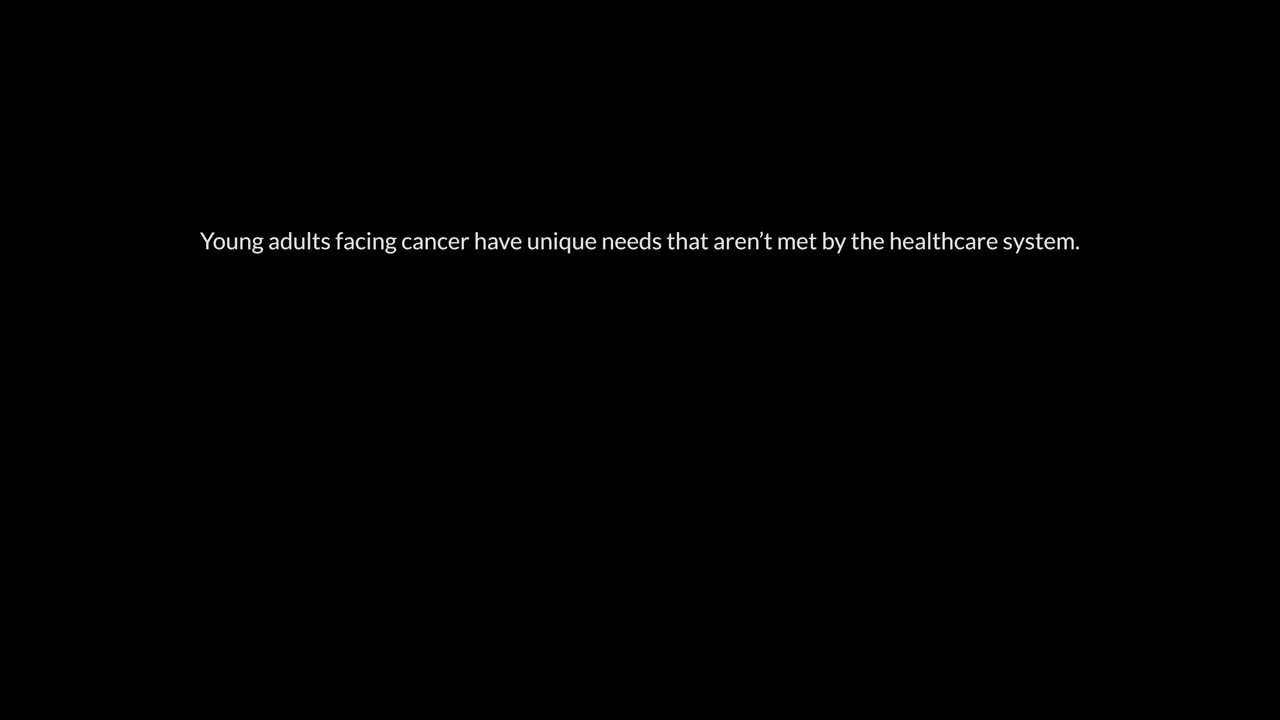 Young adults facing cancer have unique needs that aren’t met by the healthcare system.